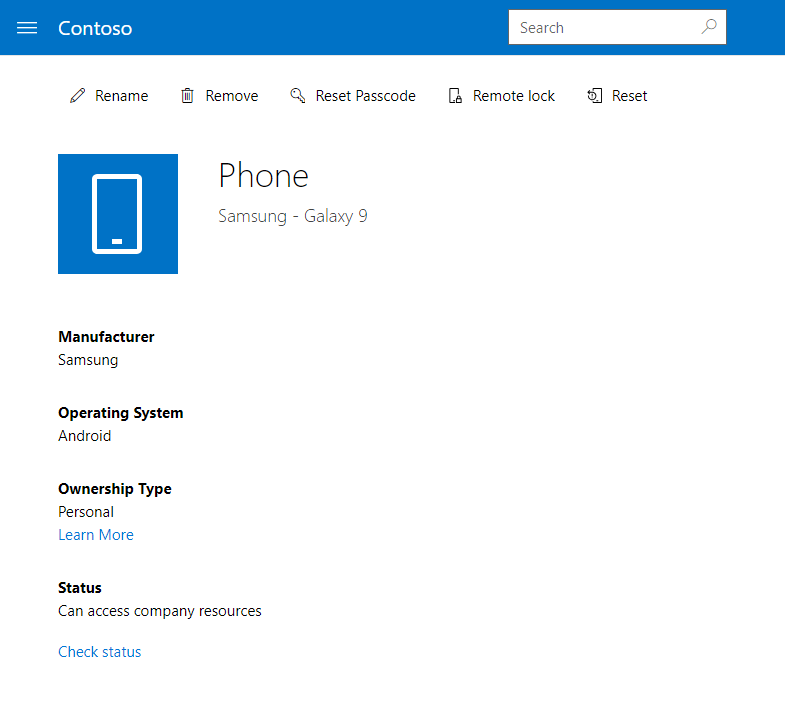 Contoso
Search
Rename Remove Reset Passcode Remote lock Reset
Phone
Samsung - Galaxy 9
Manufacturer
Samsung
Operating System
Android
Ownership Type
Personal
Learn More
Status
Can access company resources
Check status